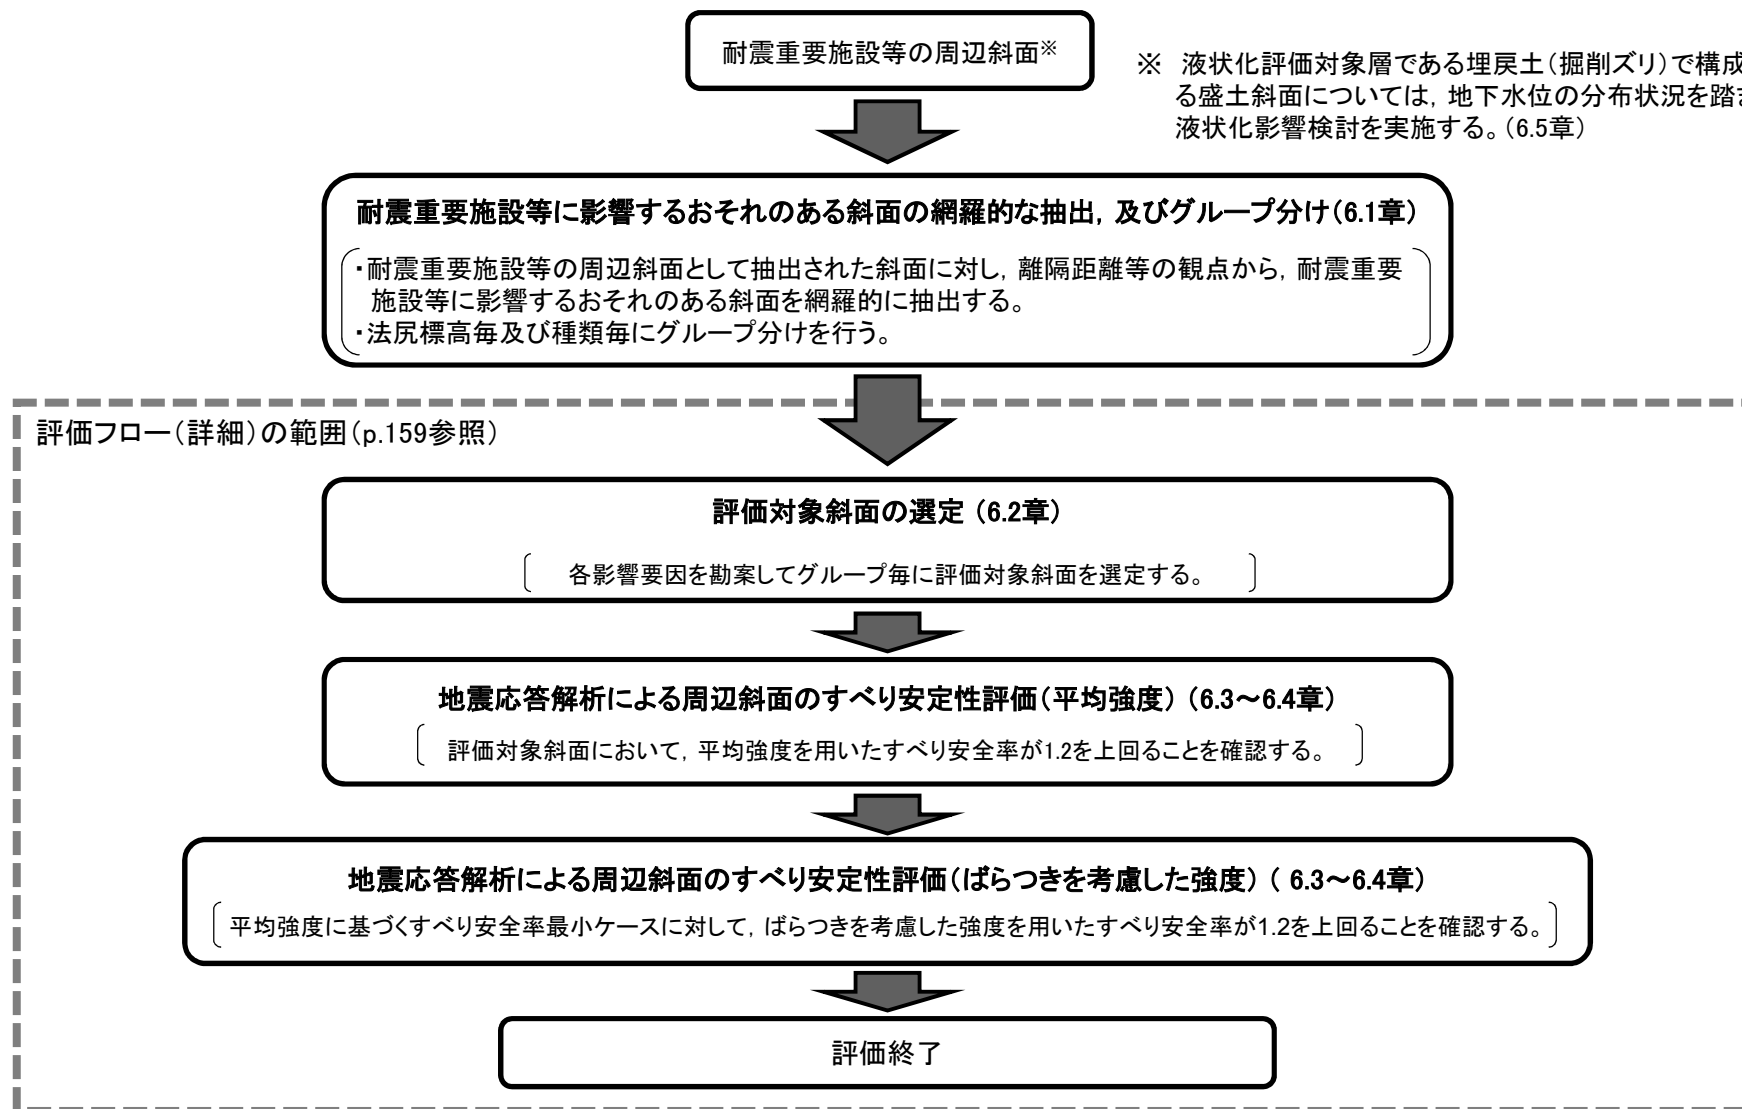 耐震重要施設等の周辺斜面※
※ 液状化評価対象層である埋戻土(掘削ズリ)で構成
る盛土斜面については,地下水位の分布状況を踏
液状化影響検討を実施する。(6.5章)
耐震重要施設等に影響するおそれのある斜面の網羅的な抽出,及びグループ分け(6.1章)
・耐震重要施設等の周辺斜面として抽出された斜面に対し,離隔距離等の観点から,耐震重要
施設等に影響するおそれのある斜面を網羅的に抽出する。
・法尻標高毎及び種類毎にグループ分けを行う。
評価フロー(詳細)の範囲(p.159参照)
評価対象斜面の選定 (6.2章)
各影響要因を勘案してグループ毎に評価対象斜面を選定する。
地震応答解析による周辺斜面のすべり安定性評価(平均強度) (6.3~6.4章)
評価対象斜面において,平均強度を用いたすべり安全率が1.2を上回ることを確認する。
地震応答解析による周辺斜面のすべり安定性評価(ばらつきを考慮した強度) ( 6.3~6.4章)
平均強度に基づくすべり安全率最小ケースに対して,ばらつきを考慮した強度を用いたすべり安全率が1.2を上回ることを確認する。
評価終了